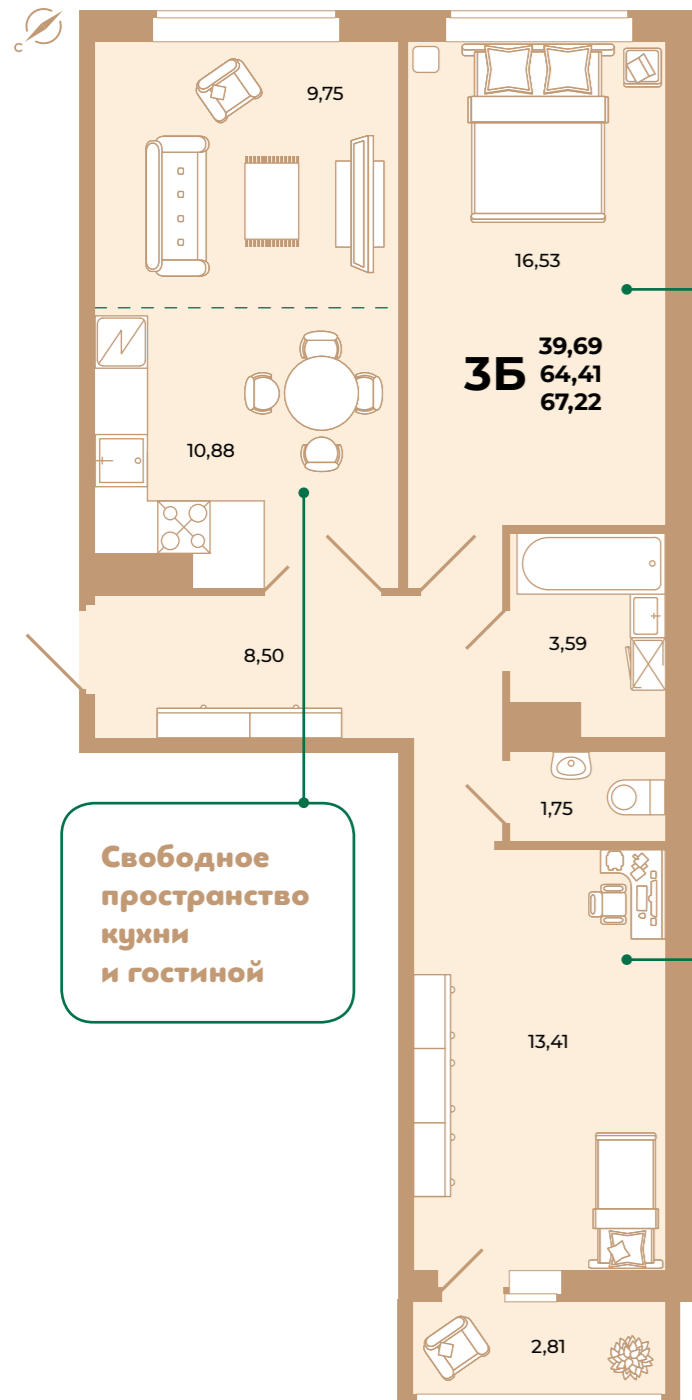 с
9,75
16,53
3Б
39,69
64,41
67,22
10,88
8,50
3,59
1,75
Свободное
пространство
кухни
и гостиной
13,41
2,81